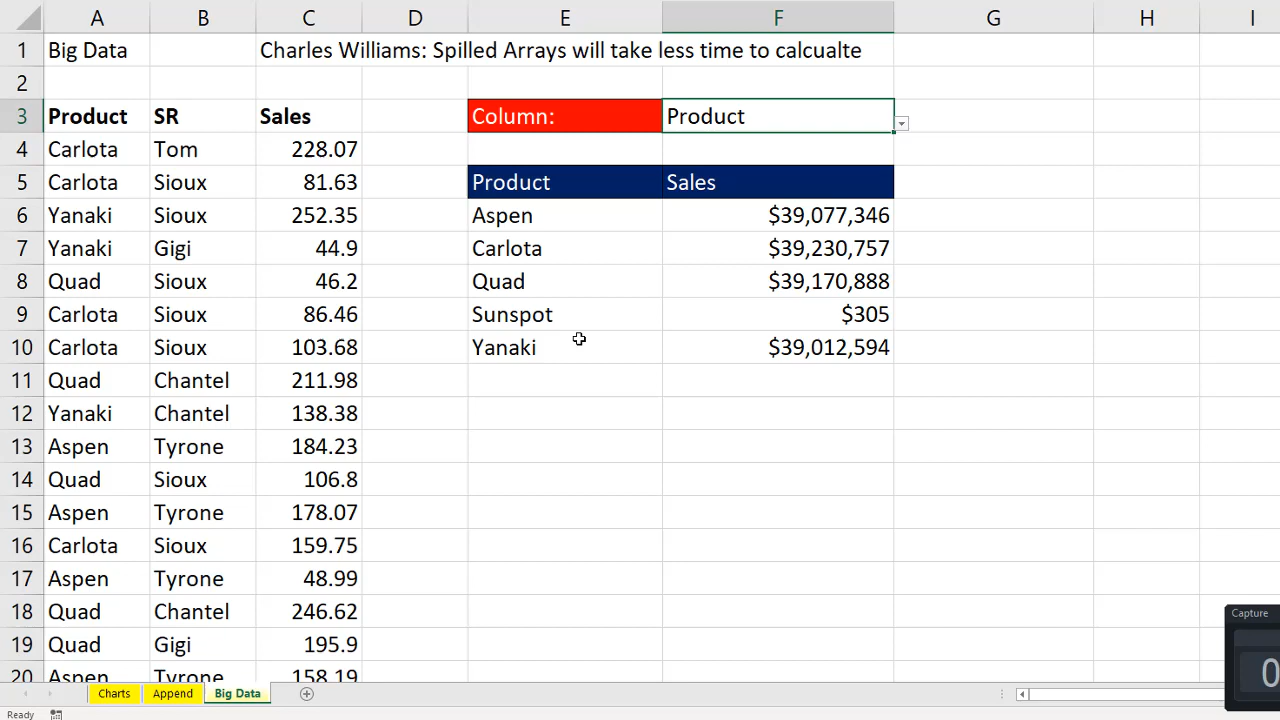 A B C D E F G H I
1 Big Data Charles Williams: Spilled Arrays will take less time to calcualte
2
3 Product SR Sales Column: Product
4 Carlota Tom 228.07
5 Carlota Sioux 81.63 Product Sales
6 Yanaki Sioux 252.35 Aspen $39,077,346
7 Yanaki Gigi 44.9 Carlota $39,230,757
8 Quad Sioux 46.2 Quad $39,170,888
9 Carlota Sioux 86.46 Sunspot $305
10 Carlota Sioux 103.68 Yanaki $39,012,594
11 Quad Chantel 211.98
12 Yanaki Chantel 138.38
13 Aspen Tyrone 184.23
14 Quad Sioux 106.8
15 Aspen Tyrone 178.07
16 Carlota Sioux 159.75
17 Aspen Tyrone 48.99
18 Quad Chantel 246.62
19 Quad Gigi 195.9
20 Aspen Tyrone 158.19
Capture
0
Charts Append Big Data
Ready